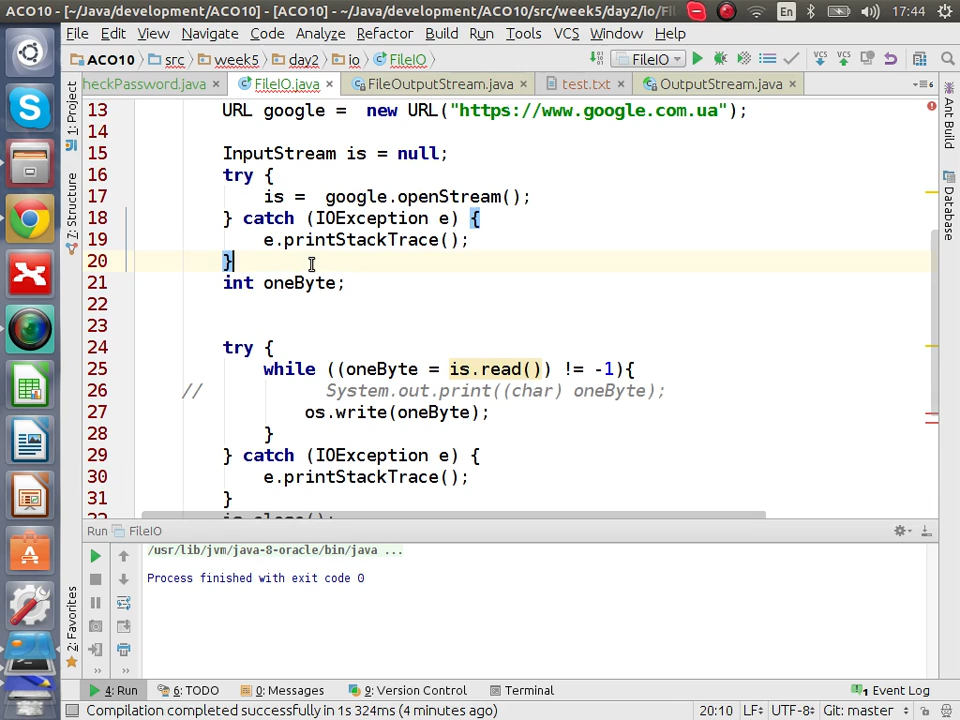 ACO10 - [~/Java/development/ACO10] - [ACO10] - ~/Java/development/ACO10/src/week5/day2/io/Fil
En
17:44
File Edit View Navigate Code Analyze Refactor Build Run Tools VCS Window Help
ACO10 src week5 day2 io FileIO
FileIO
VCS VCS
heckPassword.java FileIO.java FileOutputStream.java test.txt OutputStream.java
6
1: Project
7: Structure
2: Favorites
Ant Build
Database
13 URL google = new URL("https://www.google.com.ua");
14
15 InputStream is = null;
16 try {
17 is = google.openStream();
18 } catch (IOException e) {
19 e.printStackTrace();
20 }
21 int oneByte;
22
23
24 try {
25 while ((oneByte = is.read()) != -1){
26 // System.out.print((char) oneByte);
27 os.write(oneByte);
28 }
29 } catch (IOException e) {
30 e.printStackTrace();
31 }
Run FileIO
/usr/lib/jvm/java-8-oracle/bin/java ...
Process finished with exit code 0
4: Run 6: TODO 0: Messages 9: Version Control Terminal 1 Event Log
Compilation completed successfully in 1s 324ms (4 minutes ago) 20:10 LF UTF-8 Git: master